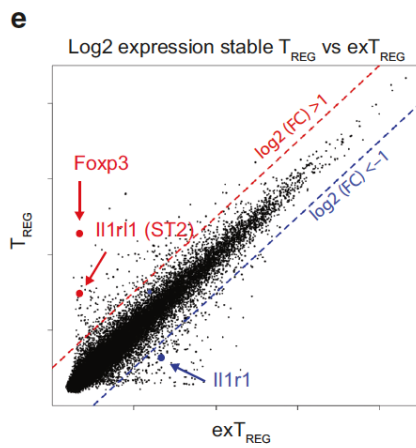 e
Log2 expression stable TREG vs exTREG
log2 (FC) >1
Foxp3
log2 (FC) <-1
Il1rl1 (ST2)
TREG
Il1r1
exTREG